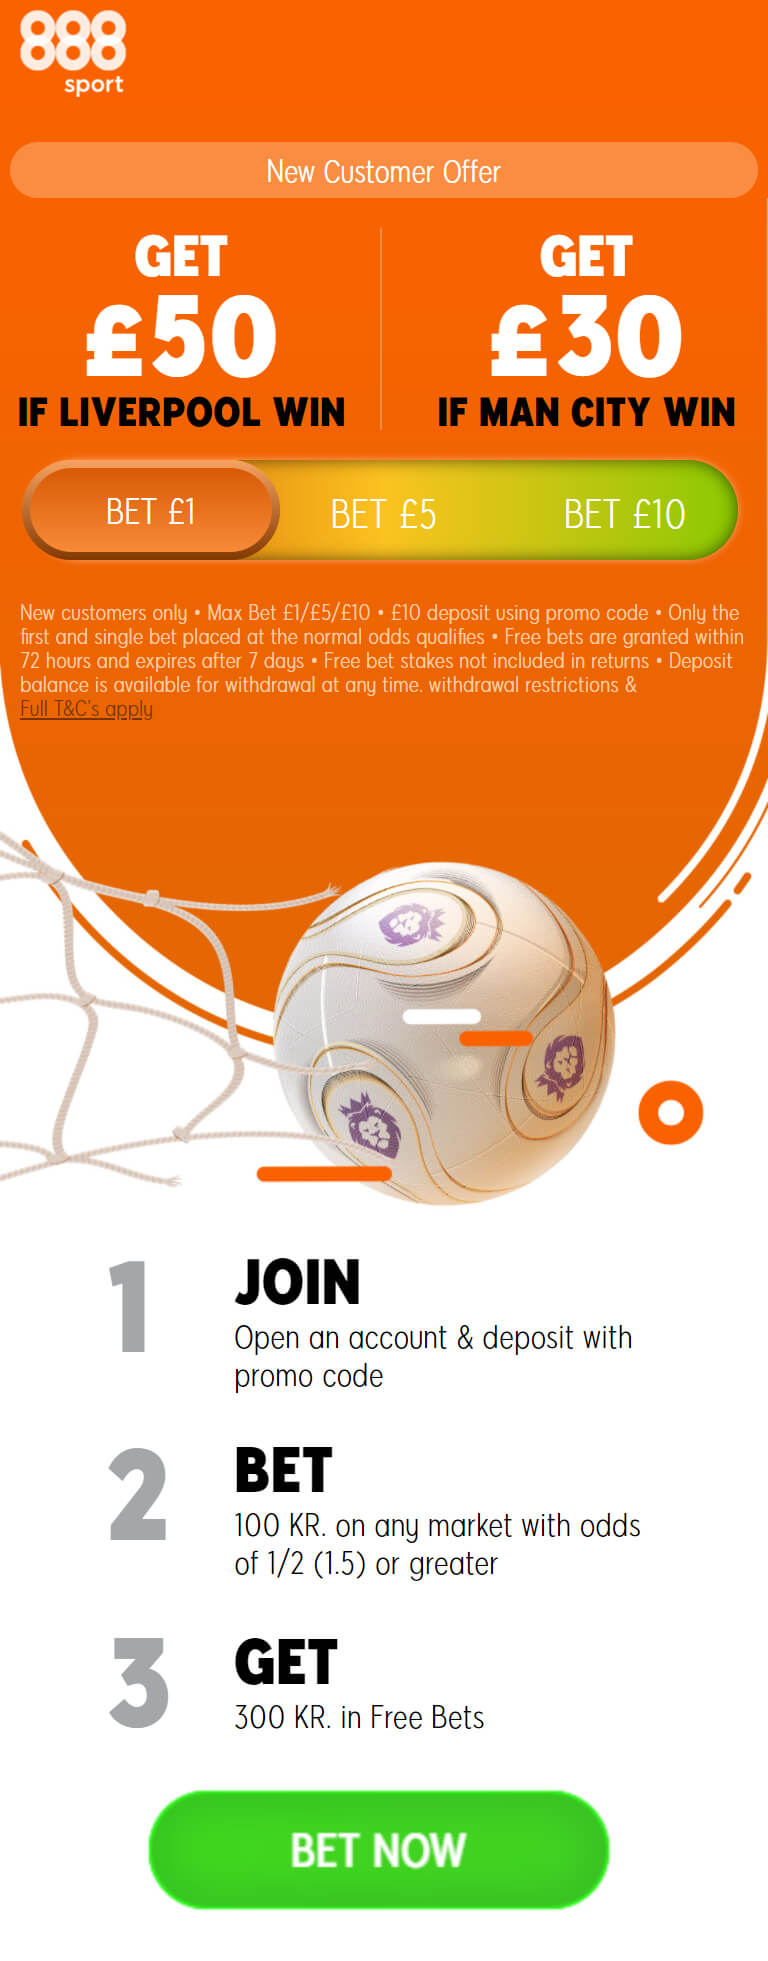 888
sport
New Customer Offer
GET
£50
IF LIVERPOOL WIN
GET
£30
IF MAN CITY WIN
BET £1
BET £5
BET £10
New customers only • Max Bet £1/£5/£10 • £10 deposit using promo code • Only the
first and single bet placed at the normal odds qualifies • Free bets are granted within
72 hours and expires after 7 days • Free bet stakes not included in returns • Deposit
balance is available for withdrawal at any time. withdrawal restrictions &
Full T&C's apply
1
JOIN
Open an account & deposit with
promo code
2
BET
100 KR. on any market with odds
of 1/2 (1.5) or greater
3
GET
300 KR. in Free Bets
BET NOW